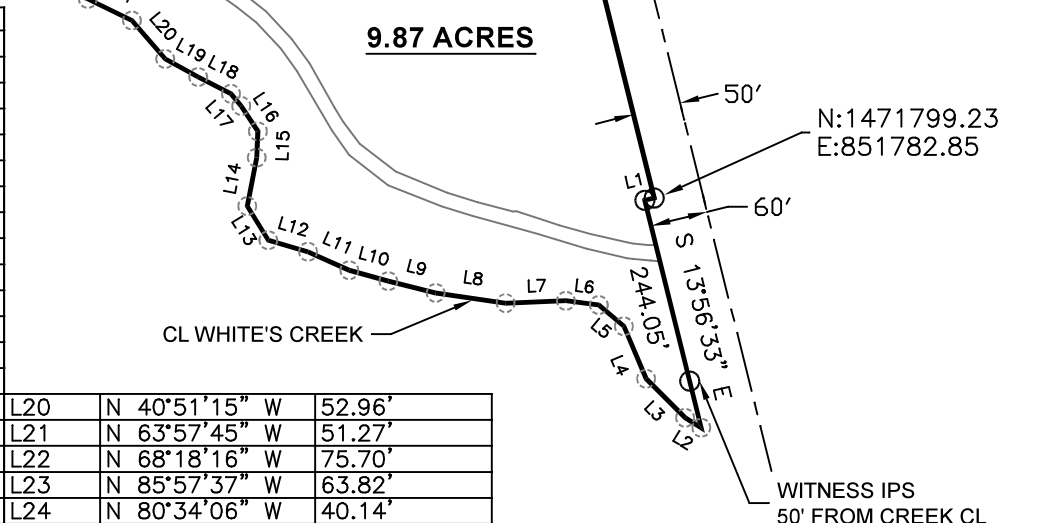 9.87 ACRES
50'
N:1471799.23
E:851782.85
60'
L1
S 13°56'33" E
244.05'
L20
L19
L18
L17
L16
L15
L14
L13
L12
L11
L10
L9
L8
L7
L6
L5
L4
L3
L2
CL WHITE'S CREEK
WITNESS IPS
50' FROM CREEK CL
L20 N 40°51'15" W 52.96'
L21 N 63°57'45" W 51.27'
L22 N 68°18'16" W 75.70'
L23 N 85°57'37" W 63.82'
L24 N 80°34'06" W 40.14'